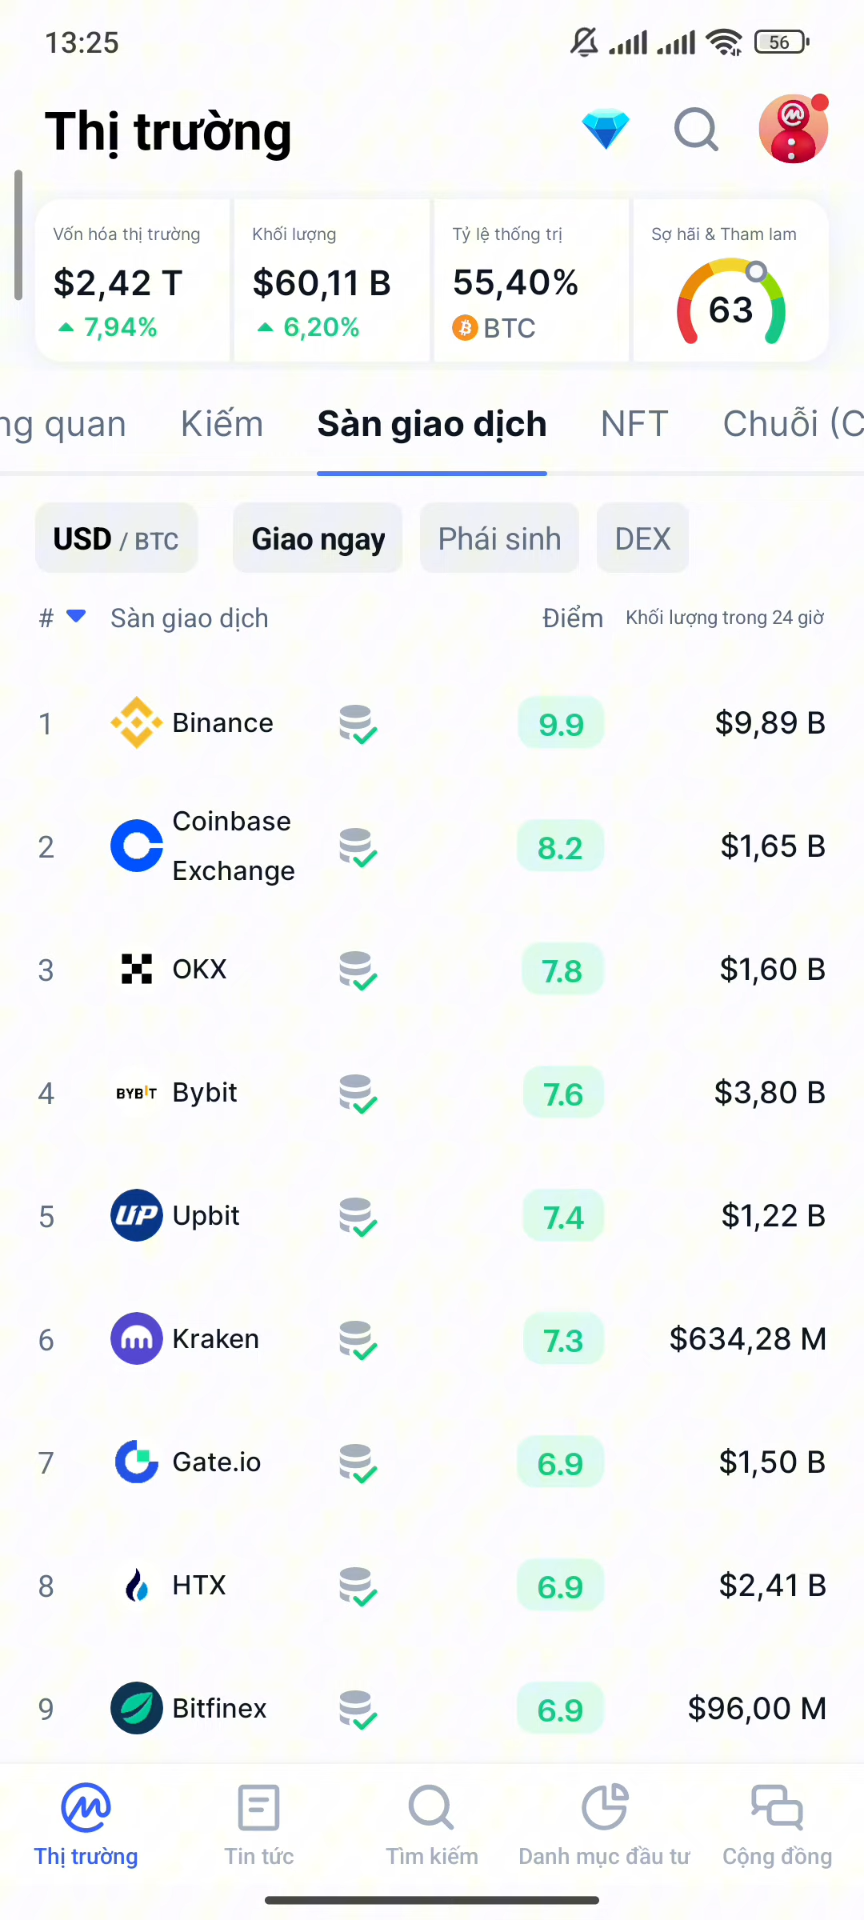 13:25
56
Thị trường
Vốn hóa thị trường
$2,42 T
7,94%
Khối lượng
$60,11 B
6,20%
Tỷ lệ thống trị
55,40%
BTC
Sợ hãi & Tham lam
63
ng quan Kiếm Sàn giao dịch NFT Chuỗi (C
USD / BTC Giao ngay Phái sinh DEX
# Sàn giao dịch Điểm Khối lượng trong 24 giờ
1 Binance 9.9 $9,89 B
2 Coinbase Exchange 8.2 $1,65 B
3 OKX 7.8 $1,60 B
4 BYBIT Bybit 7.6 $3,80 B
5 UP Upbit 7.4 $1,22 B
6 Kraken 7.3 $634,28 M
7 Gate.io 6.9 $1,50 B
8 HTX 6.9 $2,41 B
9 Bitfinex 6.9 $96,00 M
Thị trường Tin tức Tìm kiếm Danh mục đầu tư Cộng đồng